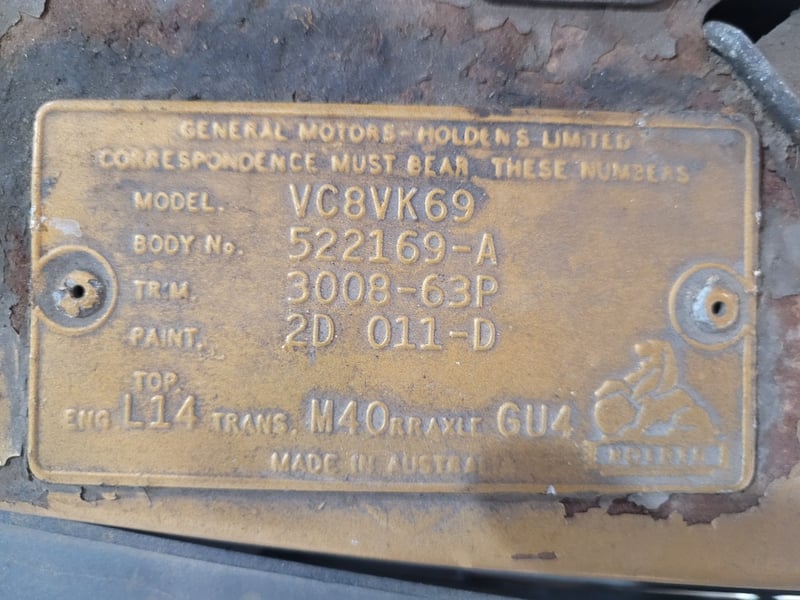 GENERAL MOTORS-HOLDEN'S LIMITED
CORRESPONDENCE MUST BEAR THESE NUMBERS
MODEL. VC8VK69
BODY No. 522169-A
TRIM. 3008-63P
PAINT. 2D 011-D
TOP.
ENG L14 TRANS. M40 RR AXLE GU4
HOLDEN
MADE IN AUSTRALIA